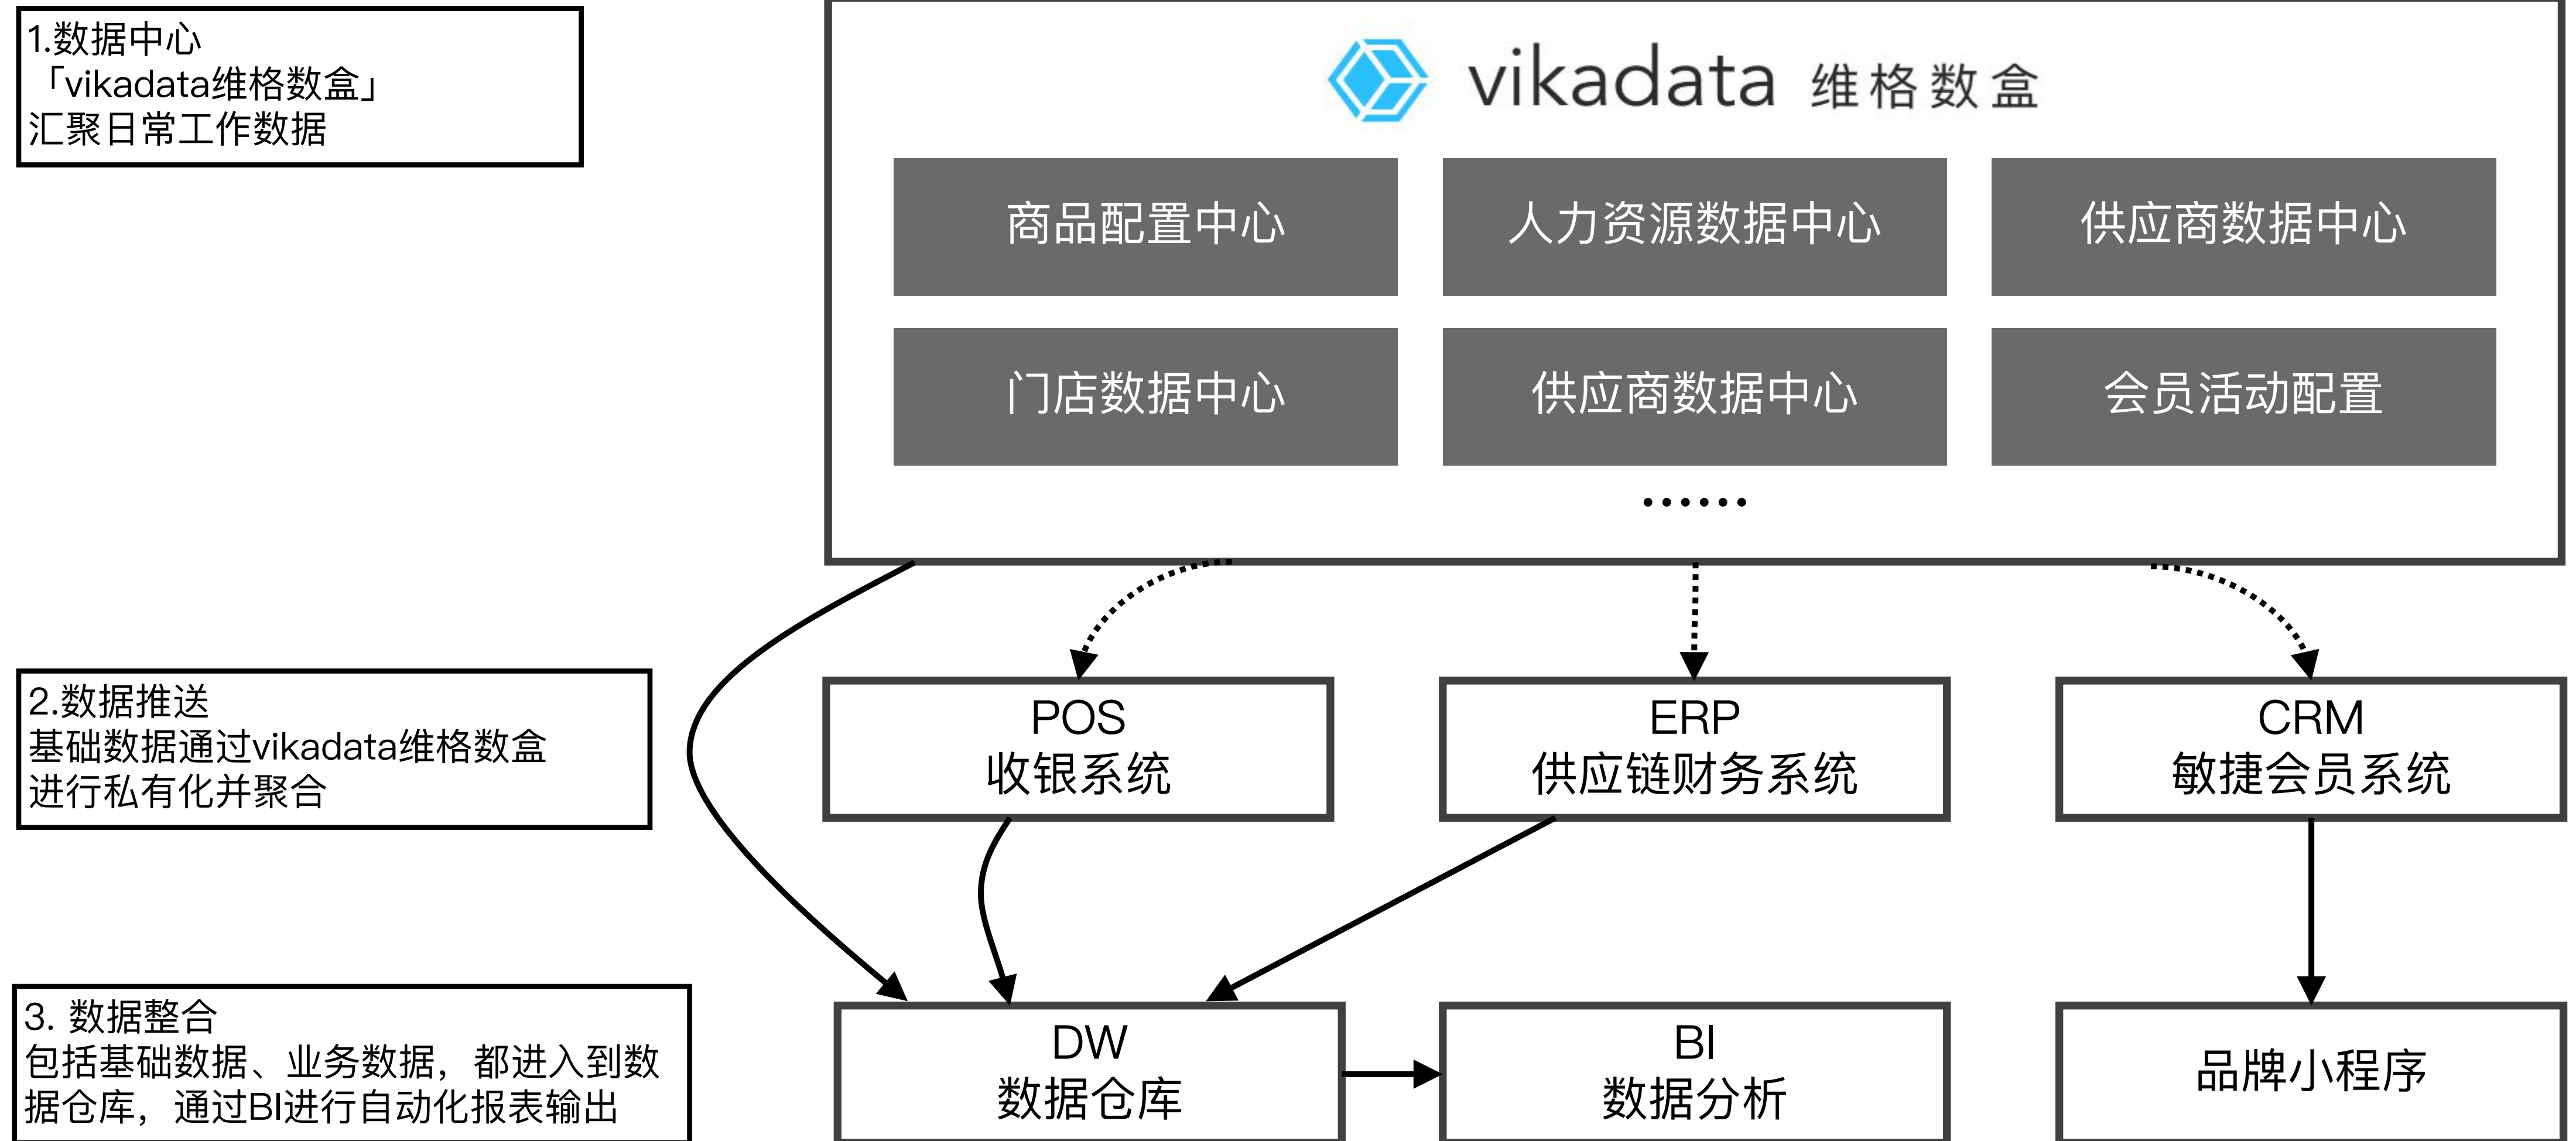 1.数据中心
「vikadata维格数盒」
汇聚日常工作数据
vikadata 维格数盒
商品配置中心
人力资源数据中心
供应商数据中心
门店数据中心
供应商数据中心
会员活动配置
……
2.数据推送
基础数据通过vikadata维格数盒
进行私有化并聚合
POS
收银系统
ERP
供应链财务系统
CRM
敏捷会员系统
3. 数据整合
包括基础数据、业务数据，都进入到数
据仓库，通过BI进行自动化报表输出
DW
数据仓库
BI
数据分析
品牌小程序